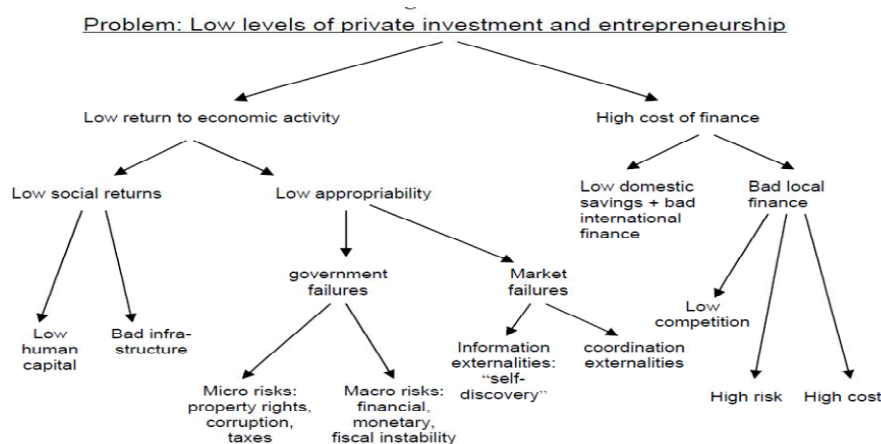 Problem: Low levels of private investment and entrepreneurship
Low return to economic activity
High cost of finance
Low social returns
Low appropriability
Low domestic
savings + bad
international
finance
Bad local
finance
government
failures
Market
failures
Low
human
capital
Bad infra-
structure
Low
competition
Information
externalities:
“self-
discovery”
coordination
externalities
Micro risks:
property rights,
corruption,
taxes
Macro risks:
financial,
monetary,
fiscal instability
High risk
High cost